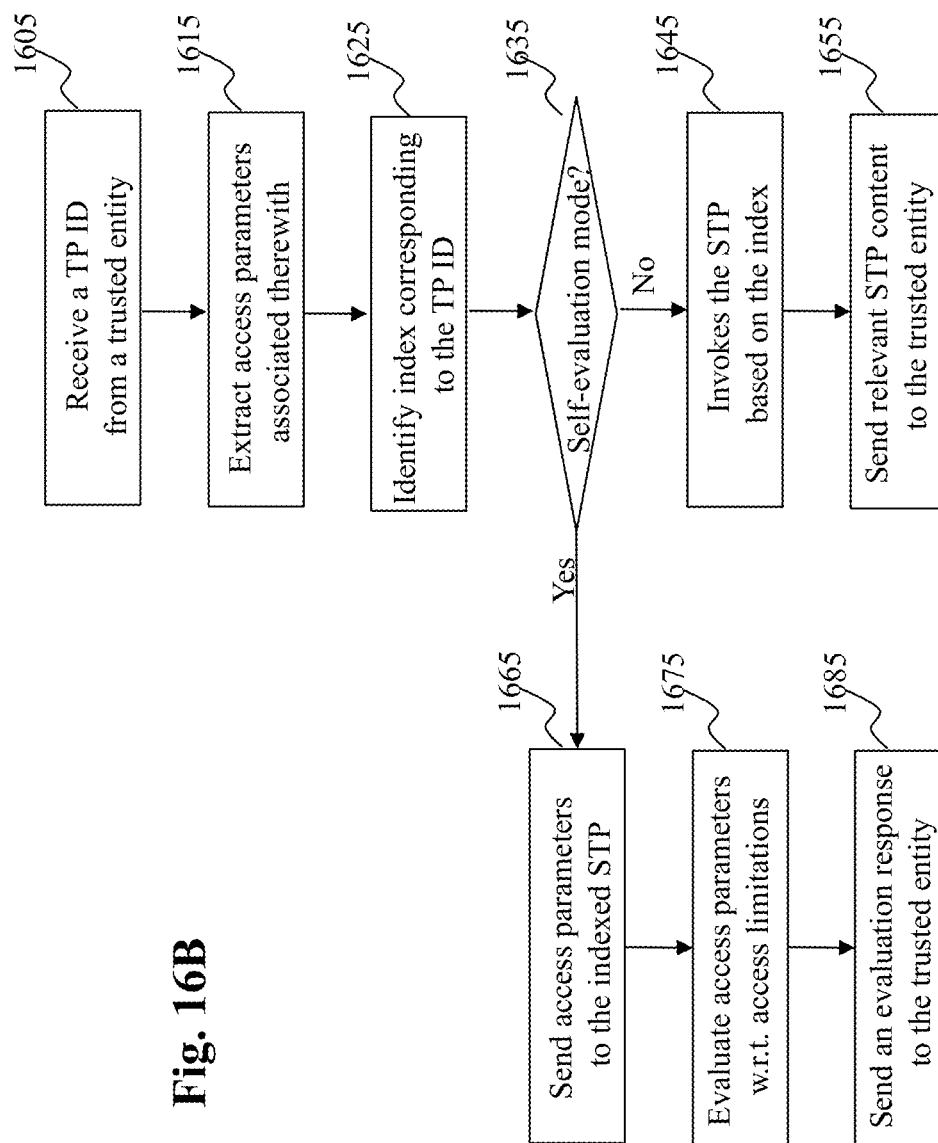 1605
Receive a TP ID
from a trusted entity
1615
Extract access parameters
associated therewith
1625
Identify index corresponding
to the TP ID
1635
Self-evaluation mode?
Yes
No
1645
Invokes the STP
based on the index
1655
Send relevant STP content
to the trusted entity
1665
Send access parameters
to the indexed STP
1675
Evaluate access parameters
w.r.t. access limitations
1685
Send an evaluation response
to the trusted entity
Fig. 16B